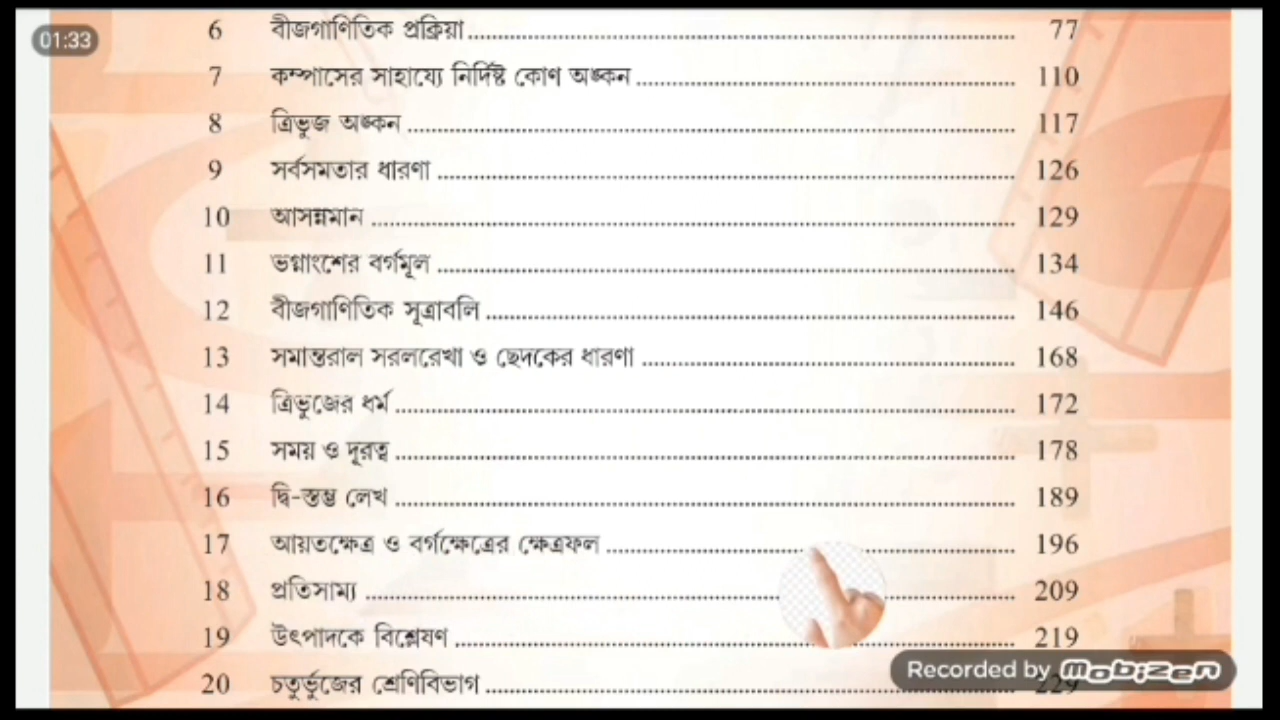 01:33
6 বীজগাণিতিক প্রক্রিয়া 77
7 কম্পাসের সাহায্যে নির্দিষ্ট কোণ অঙ্কন 110
8 ত্রিভুজ অঙ্কন 117
9 সর্বসমতার ধারণা 126
10 আসন্নমান 129
11 ভগ্নাংশের বর্গমূল 134
12 বীজগাণিতিক সূত্রাবলি 146
13 সমান্তরাল সরলরেখা ও ছেদকের ধারণা 168
14 ত্রিভুজের ধর্ম 172
15 সময় ও দূরত্ব 178
16 দ্বি-স্তম্ভ লেখ 189
17 আয়তক্ষেত্র ও বর্গক্ষেত্রের ক্ষেত্রফল 196
18 প্রতিসাম্য 209
19 উৎপাদকে বিশ্লেষণ 219
20 চতুর্ভুজের শ্রেণিবিভাগ 229
Recorded by mobizen